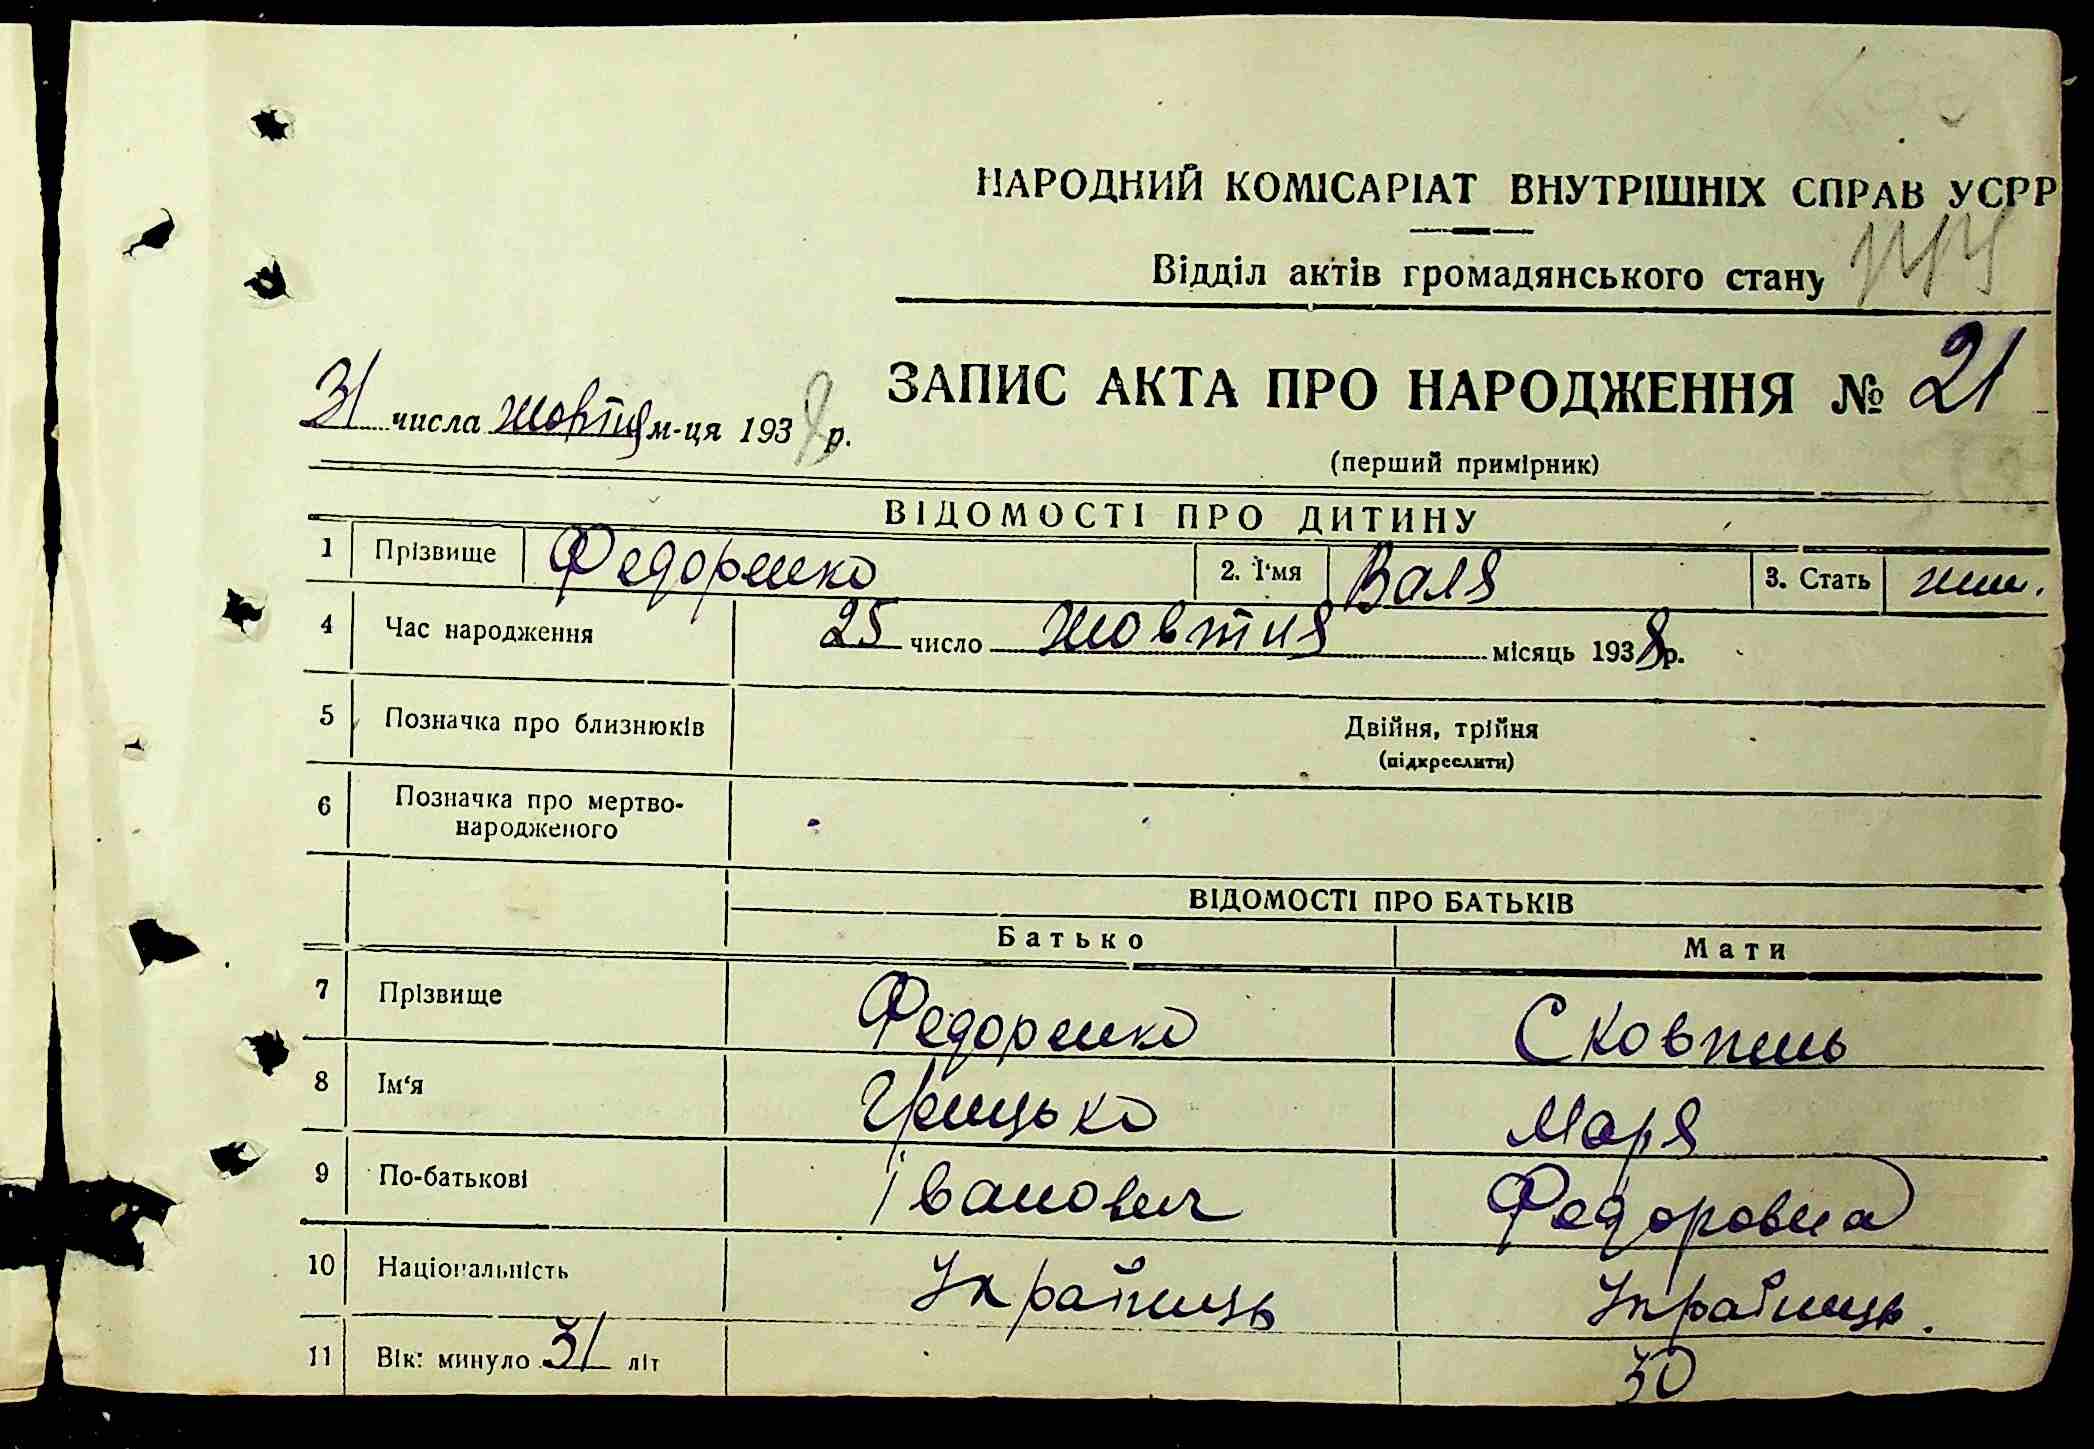 НАРОДНИЙ КОМІСАРІАТ ВНУТРІШНІХ СПРАВ УСРР
Відділ актів громадянського стану
ЗАПИС АКТА ПРО НАРОДЖЕННЯ № 21
31 числа жовтня м-ця 1938 р.
(перший примірник)
ВІДОМОСТІ ПРО ДИТИНУ
1 Прізвище Федоренко 2. І'мя Валя 3. Стать жін.
4 Час народження 25 число жовтня місяць 1938 р.
5 Позначка про близнюків Двійня, трійня
(підкреслити)
6 Позначка про мертво-
народженого
ВІДОМОСТІ ПРО БАТЬКІВ
Батько Мати
7 Прізвище Федоренко Сковпень
8 Ім'я Грицько Маря
9 По-батькові Іванович Федоровна
10 Національність Українець Українець.
11 Вік: минуло 31 літ 30